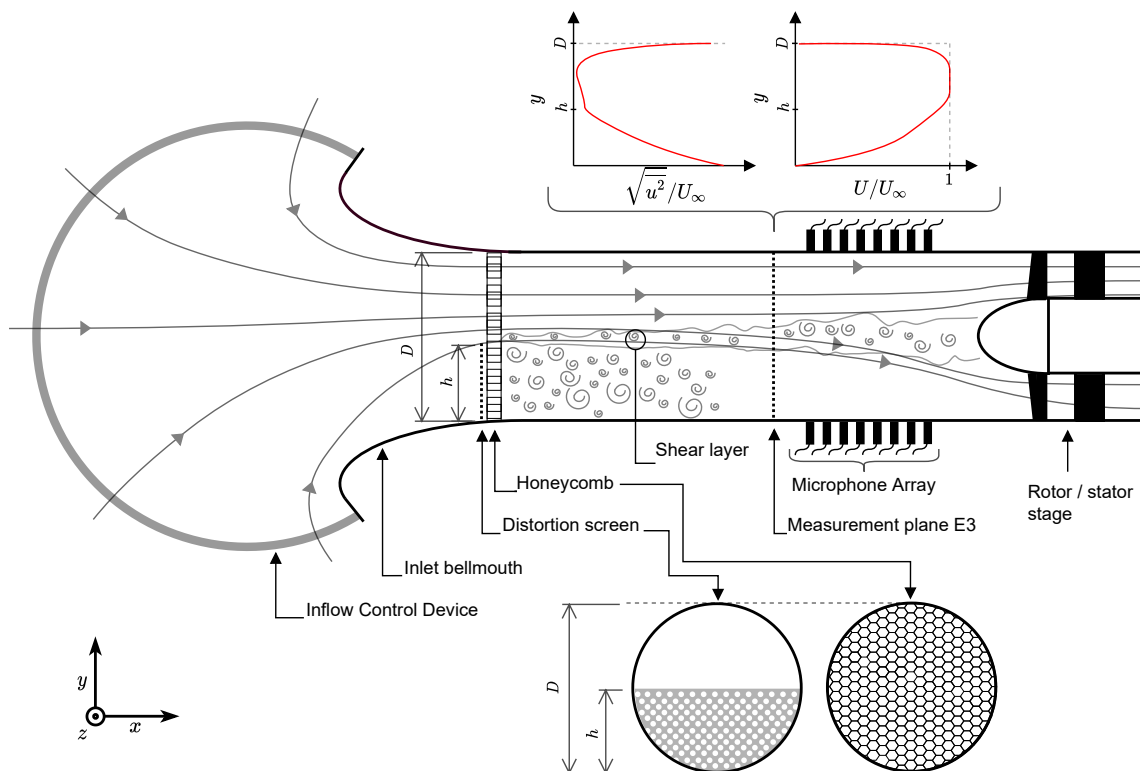 D
y
h
√u²/U∞
D
y
h
U/U∞
1
D
h
Shear layer
Microphone Array
Honeycomb
Distortion screen
Measurement plane E3
Rotor / stator
stage
Inlet bellmouth
Inflow Control Device
D
h
y
z
x